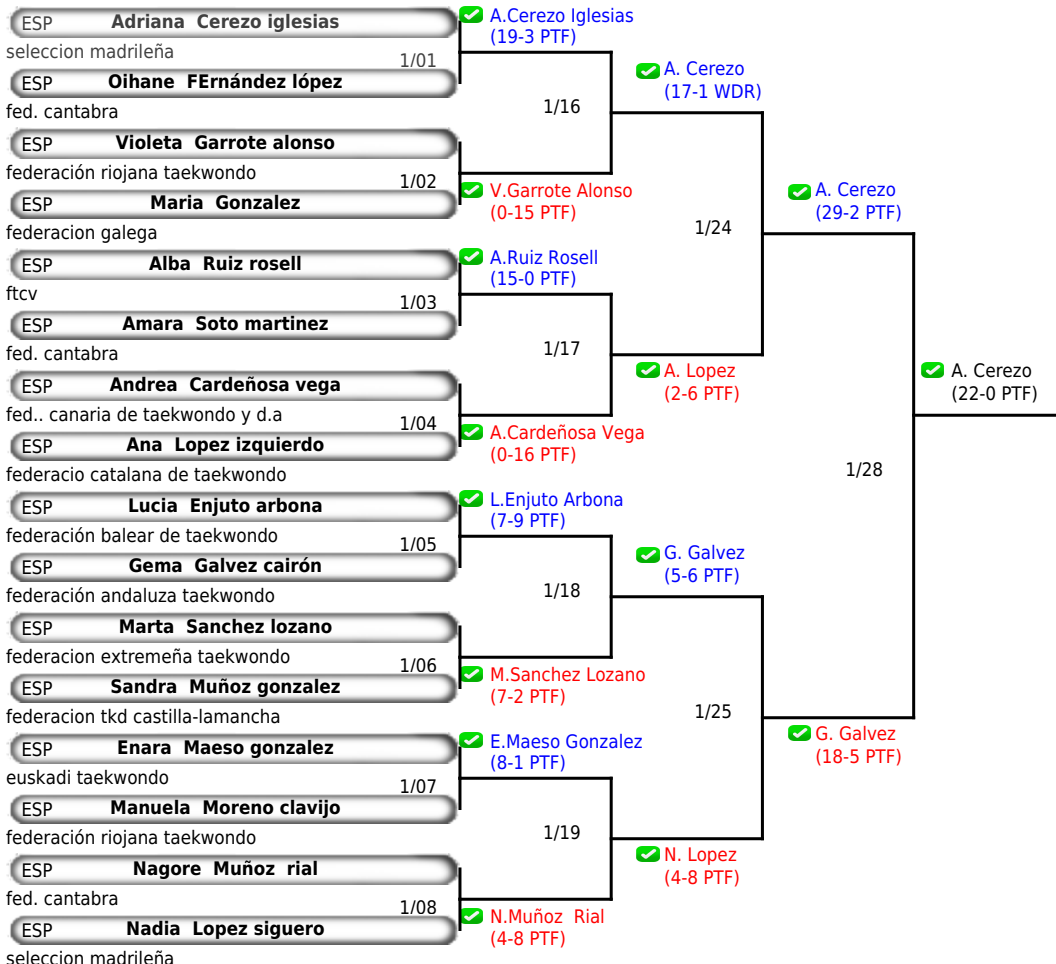 ESP Adriana Cerezo iglesias
seleccion madrileña
1/01
ESP Oihane FErnández lópez
fed. cantabra
ESP Violeta Garrote alonso
federación riojana taekwondo
1/02
ESP Maria Gonzalez
federacion galega
ESP Alba Ruiz rosell
ftcv
1/03
ESP Amara Soto martinez
fed. cantabra
ESP Andrea Cardeñosa vega
fed.. canaria de taekwondo y d.a
1/04
ESP Ana Lopez izquierdo
federacio catalana de taekwondo
ESP Lucia Enjuto arbona
federación balear de taekwondo
1/05
ESP Gema Galvez cairón
federación andaluza taekwondo
ESP Marta Sanchez lozano
federacion extremeña taekwondo
1/06
ESP Sandra Muñoz gonzalez
federacion tkd castilla-lamancha
ESP Enara Maeso gonzalez
euskadi taekwondo
1/07
ESP Manuela Moreno clavijo
federación riojana taekwondo
ESP Nagore Muñoz rial
fed. cantabra
1/08
ESP Nadia Lopez siguero
seleccion madrileña
A.Cerezo Iglesias
(19-3 PTF)
1/16
V.Garrote Alonso
(0-15 PTF)
A.Ruiz Rosell
(15-0 PTF)
1/17
A.Cardeñosa Vega
(0-16 PTF)
L.Enjuto Arbona
(7-9 PTF)
1/18
M.Sanchez Lozano
(7-2 PTF)
E.Maeso Gonzalez
(8-1 PTF)
1/19
N.Muñoz Rial
(4-8 PTF)
A. Cerezo
(17-1 WDR)
1/24
A. Lopez
(2-6 PTF)
G. Galvez
(5-6 PTF)
1/25
N. Lopez
(4-8 PTF)
A. Cerezo
(29-2 PTF)
1/28
G. Galvez
(18-5 PTF)
A. Cerezo
(22-0 PTF)